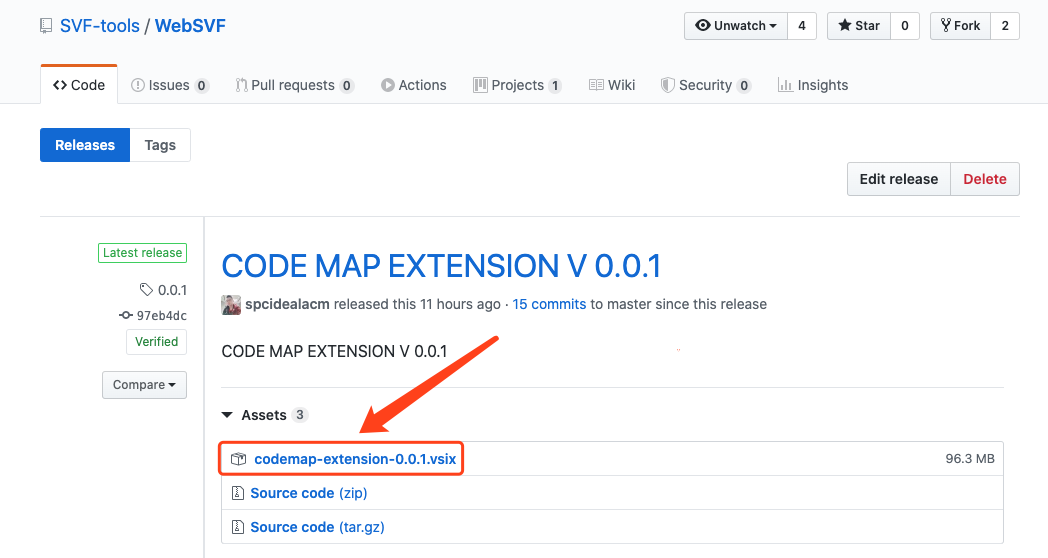 SVF-tools / WebSVF
Unwatch 4 Star 0 Fork 2
Code Issues 0 Pull requests 0 Actions Projects 1 Wiki Security 0 Insights
Releases Tags
Edit release Delete
Latest release
0.0.1
97eb4dc
Verified
Compare
CODE MAP EXTENSION V 0.0.1
spcidealacm released this 11 hours ago · 15 commits to master since this release
CODE MAP EXTENSION V 0.0.1
Assets 3
codemap-extension-0.0.1.vsix 96.3 MB
Source code (zip)
Source code (tar.gz)